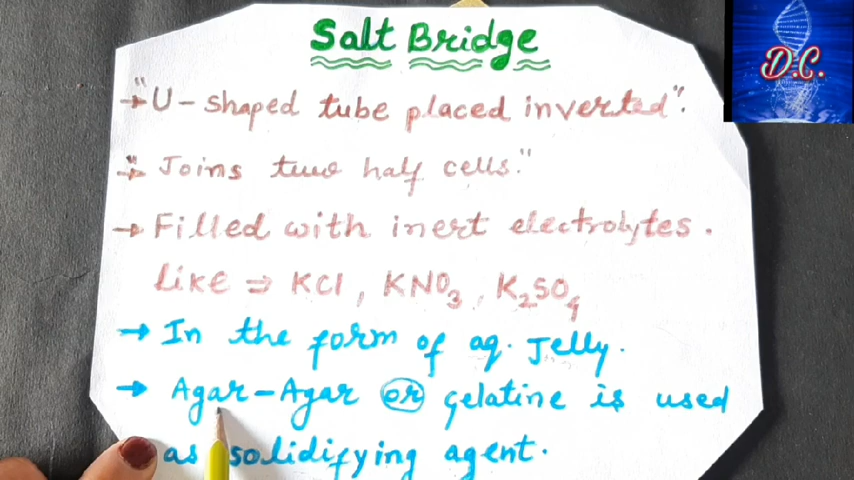 Salt Bridge
D.C.
→ "U-shaped tube placed inverted".
→ "Joins two half cells."
→ Filled with inert electrolytes.
Like ⇒ KCl, KNO₃, K₂SO₄
→ In the form of aq. Jelly.
→ Agar-Agar or gelatine is used
as solidifying agent.